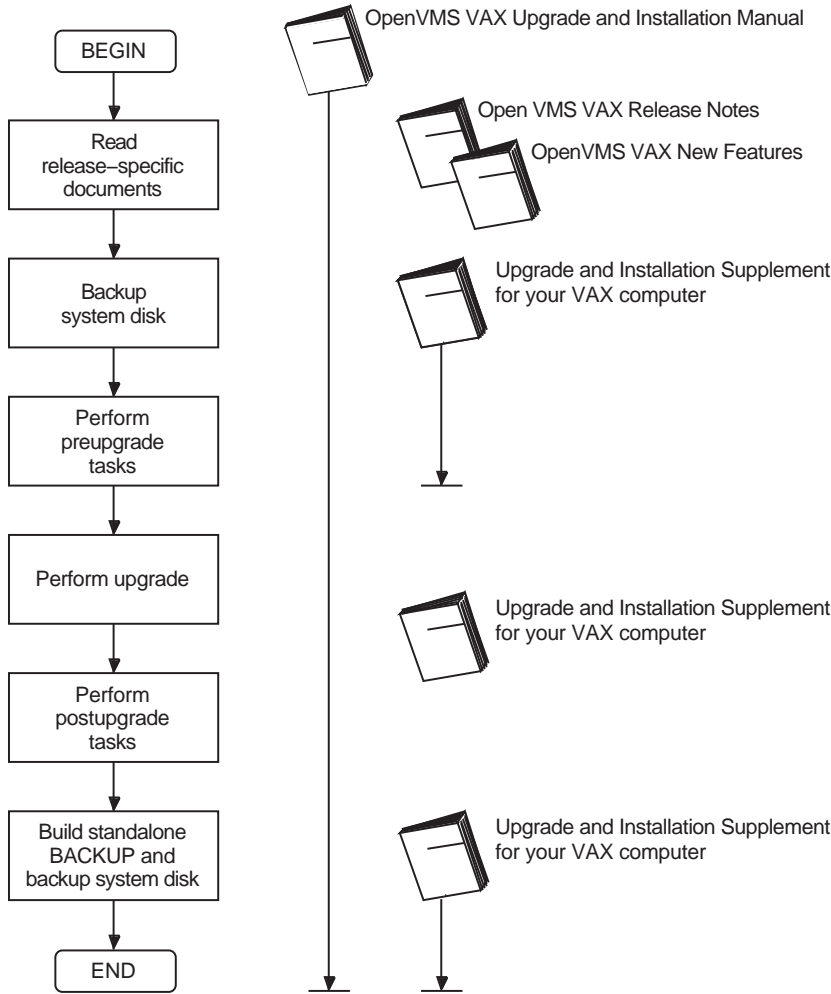 BEGIN
Read
release–specific
documents
Backup
system disk
Perform
preupgrade
tasks
Perform upgrade
Perform
postupgrade
tasks
Build standalone
BACKUP and
backup system disk
END
OpenVMS VAX Upgrade and Installation Manual
Open VMS VAX Release Notes
OpenVMS VAX New Features
Upgrade and Installation Supplement
for your VAX computer
Upgrade and Installation Supplement
for your VAX computer
Upgrade and Installation Supplement
for your VAX computer